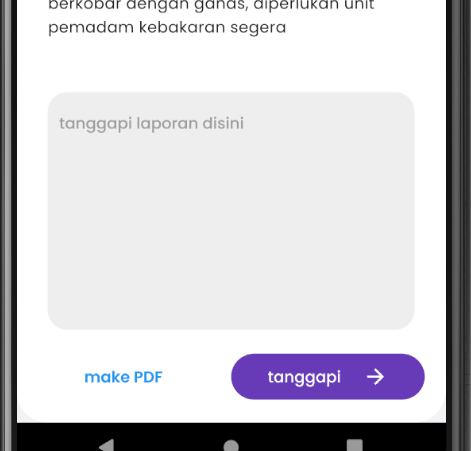 berkobar dengan ganas, diperlukan unit
pemadam kebakaran segera
tanggapi laporan disini
make PDF
tanggapi